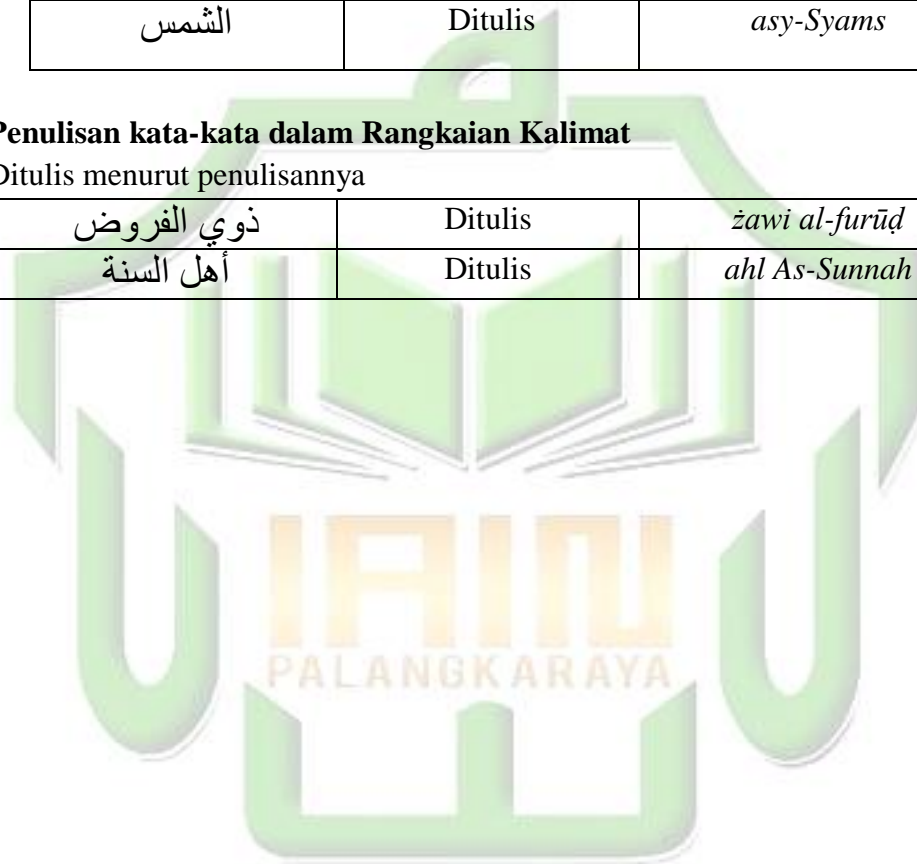 الشمس Ditulis asy-Syams
Penulisan kata-kata dalam Rangkaian Kalimat
Ditulis menurut penulisannya
ذوي الفروض Ditulis żawi al-furūḍ
أهل السنة Ditulis ahl As-Sunnah
IAIN
PALANGKARAYA